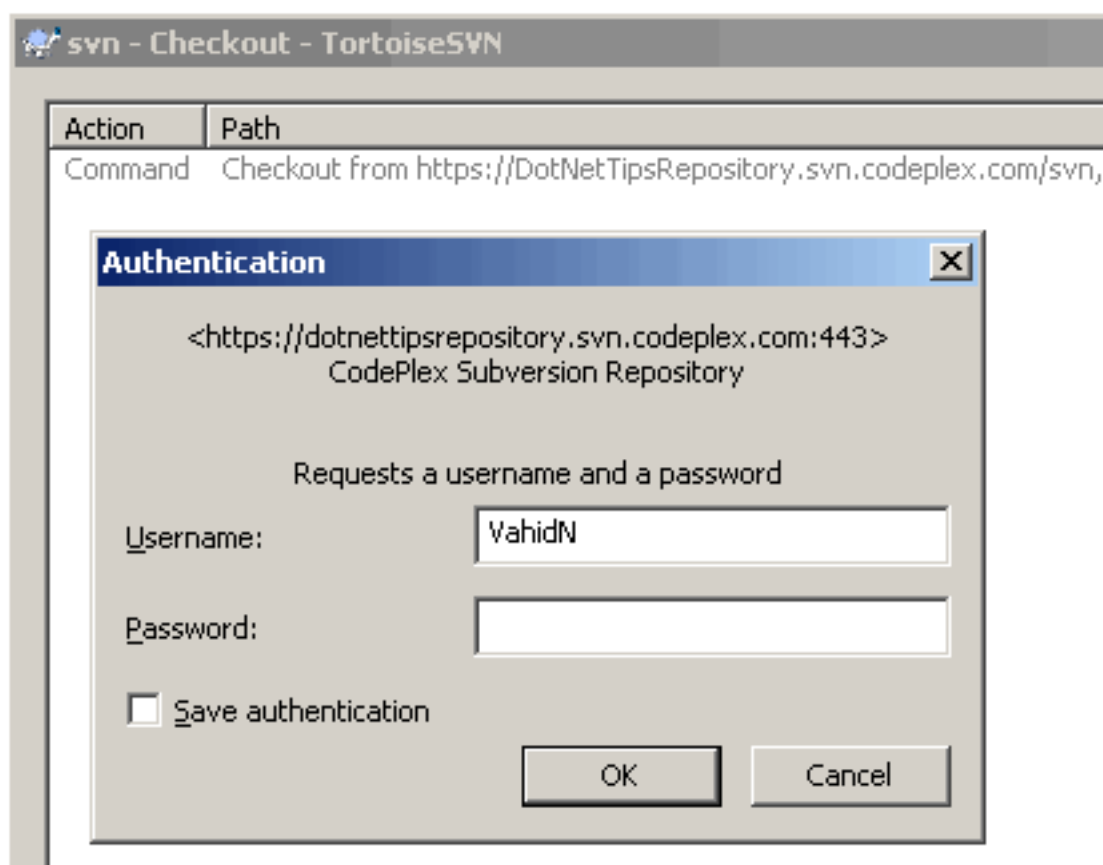 svn - Checkout - TortoiseSVN
Action Path
Command Checkout from https://DotNetTipsRepository.svn.codeplex.com/svn,
Authentication
<https://dotnettipsrepository.svn.codeplex.com:443>
CodePlex Subversion Repository
Requests a username and a password
Username: VahidN
Password:
Save authentication
OK Cancel